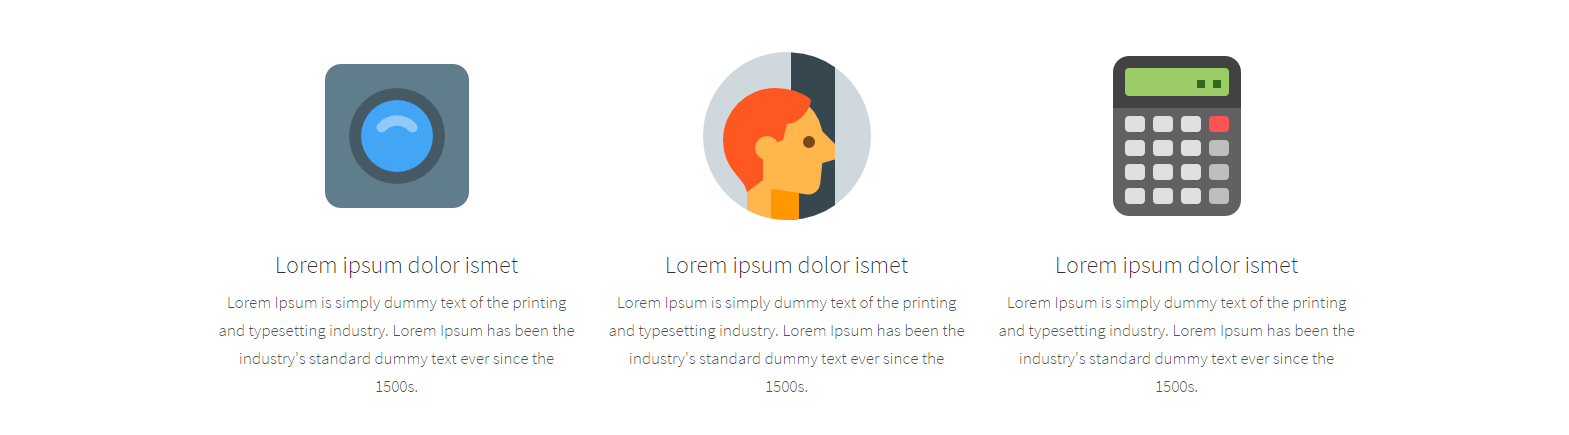 Lorem ipsum dolor ismet
Lorem Ipsum is simply dummy text of the printing
and typesetting industry. Lorem Ipsum has been the
industry's standard dummy text ever since the
1500s.
Lorem ipsum dolor ismet
Lorem Ipsum is simply dummy text of the printing
and typesetting industry. Lorem Ipsum has been the
industry's standard dummy text ever since the
1500s.
Lorem ipsum dolor ismet
Lorem Ipsum is simply dummy text of the printing
and typesetting industry. Lorem Ipsum has been the
industry's standard dummy text ever since the
1500s.